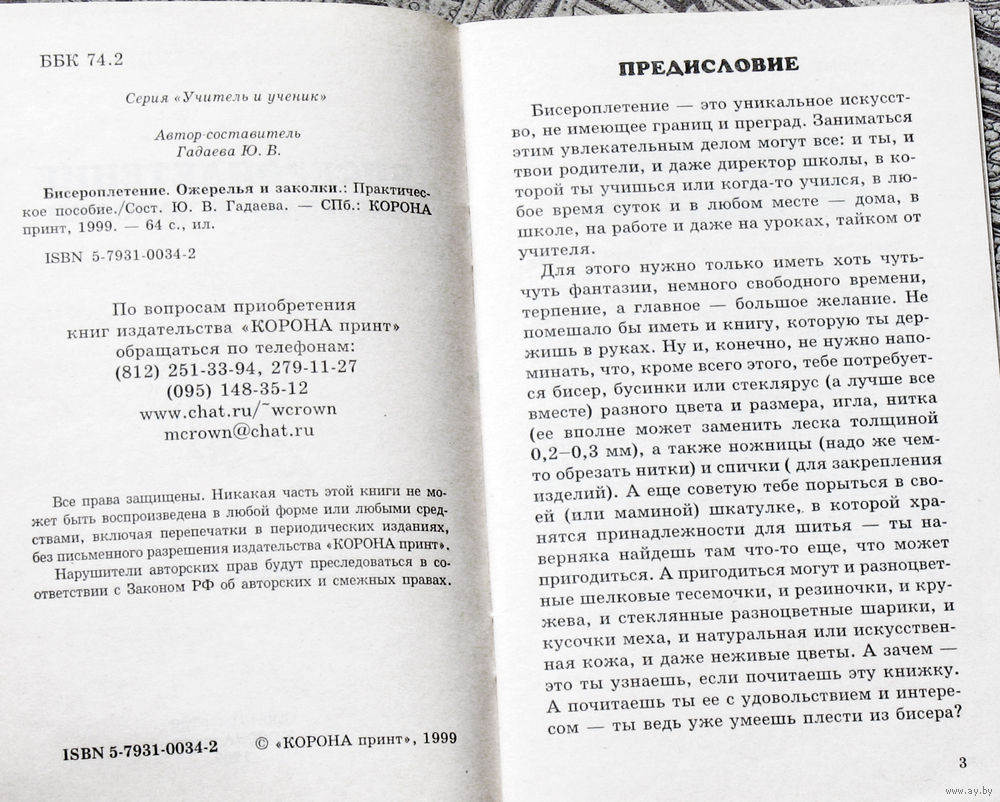 ББК 74.2
Серия «Учитель и ученик»
Автор-составитель
Гадаева Ю. В.
Бисероплетение. Ожерелья и заколки.: Практичес-
кое пособие./Сост. Ю. В. Гадаева. — СПб.: КОРОНА
принт, 1999. — 64 с., ил.
ISBN 5-7931-0034-2
По вопросам приобретения
книг издательства «КОРОНА принт»
обращаться по телефонам:
(812) 251-33-94, 279-11-27
(095) 148-35-12
www.chat.ru/~wcrown
mcrown@chat.ru
Все права защищены. Никакая часть этой книги не мо-
жет быть воспроизведена в любой форме или любыми сред-
ствами, включая перепечатки в периодических изданиях,
без письменного разрешения издательства «КОРОНА принт».
Нарушители авторских прав будут преследоваться в со-
ответствии с Законом РФ об авторских и смежных правах.
ISBN 5-7931-0034-2
© «КОРОНА принт», 1999
ПРЕДИСЛОВИЕ
Бисероплетение — это уникальное искусст-
во, не имеющее границ и преград. Заниматься
этим увлекательным делом могут все: и ты, и
твои родители, и даже директор школы, в ко-
торой ты учишься или когда-то учился, в лю-
бое время суток и в любом месте — дома, в
школе, на работе и даже на уроках, тайком от
учителя.
Для этого нужно только иметь хоть чуть-
чуть фантазии, немного свободного времени,
терпение, а главное — большое желание. Не
помешало бы иметь и книгу, которую ты дер-
жишь в руках. Ну и, конечно, не нужно напо-
минать, что, кроме всего этого, тебе потребует-
ся бисер, бусинки или стеклярус (а лучше все
вместе) разного цвета и размера, игла, нитка
(ее вполне может заменить леска толщиной
0,2—0,3 мм), а также ножницы (надо же чем-
то обрезать нитки) и спички ( для закрепления
изделий). А еще советую тебе порыться в сво-
ей (или маминой) шкатулке, в которой хра-
нятся принадлежности для шитья — ты на-
верняка найдешь там что-то еще, что может
пригодиться. А пригодиться могут и разноцвет-
ные шелковые тесемочки, и резиночки, и кру-
жева, и стеклянные разноцветные шарики, и
кусочки меха, и натуральная или искусствен-
ная кожа, и даже неживые цветы. А зачем —
это ты узнаешь, если почитаешь эту книжку.
А почитаешь ты ее с удовольствием и интере-
сом — ты ведь уже умеешь плести из бисера?
3
www.ay.by